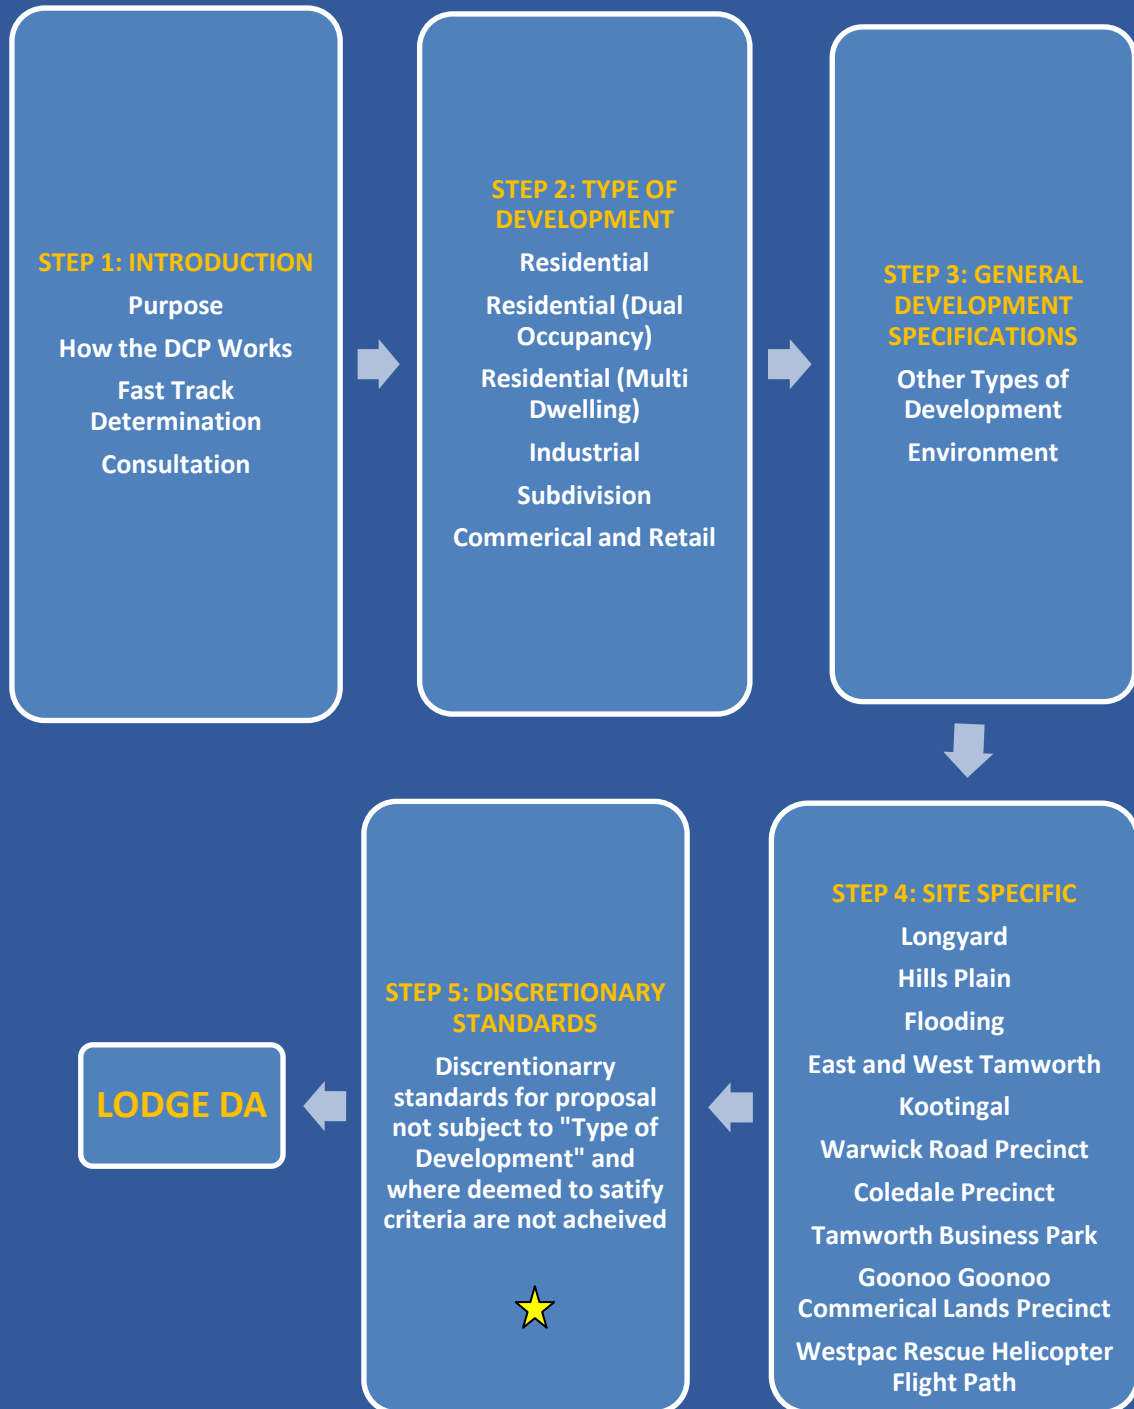 STEP 1: INTRODUCTION
Purpose
How the DCP Works
Fast Track
Determination
Consultation
STEP 2: TYPE OF
DEVELOPMENT
Residential
Residential (Dual
Occupancy)
Residential (Multi
Dwelling)
Industrial
Subdivision
Commerical and Retail
STEP 3: GENERAL
DEVELOPMENT
SPECIFICATIONS
Other Types of
Development
Environment
STEP 4: SITE SPECIFIC
Longyard
Hills Plain
Flooding
East and West Tamworth
Kootingal
Warwick Road Precinct
Coledale Precinct
Tamworth Business Park
Goonoo Goonoo
Commerical Lands Precinct
Westpac Rescue Helicopter
Flight Path
STEP 5: DISCRETIONARY
STANDARDS
Discrentionarry
standards for proposal
not subject to "Type of
Development" and
where deemed to satify
criteria are not acheived
LODGE DA